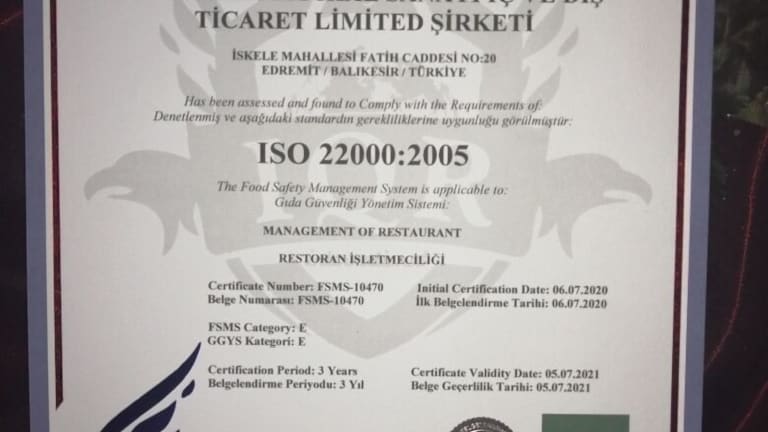 TİCARET LİMİTED ŞİRKETİ
İSKELE MAHALLESİ FATİH CADDESİ NO:20
EDREMİT / BALIKESİR / TÜRKİYE
Has been assessed and found to Comply with the Requirements of:
Denetlenmiş ve aşağıdaki standardın gerekliliklerine uygunluğu görülmüştür:
ISO 22000:2005
IQR
The Food Safety Management System is applicable to:
Gıda Güvenliği Yönetim Sistemi:
MANAGEMENT OF RESTAURANT
RESTORAN İŞLETMECİLİĞİ
Certificate Number: FSMS-10470 Initial Certification Date: 06.07.2020
Belge Numarası: FSMS-10470 İlk Belgelendirme Tarihi: 06.07.2020
FSMS Category: E
GGYS Kategori: E
Certification Period: 3 Years Certificate Validity Date: 05.07.2021
Belgelendirme Periyodu: 3 Yıl Belge Geçerlilik Tarihi: 05.07.2021